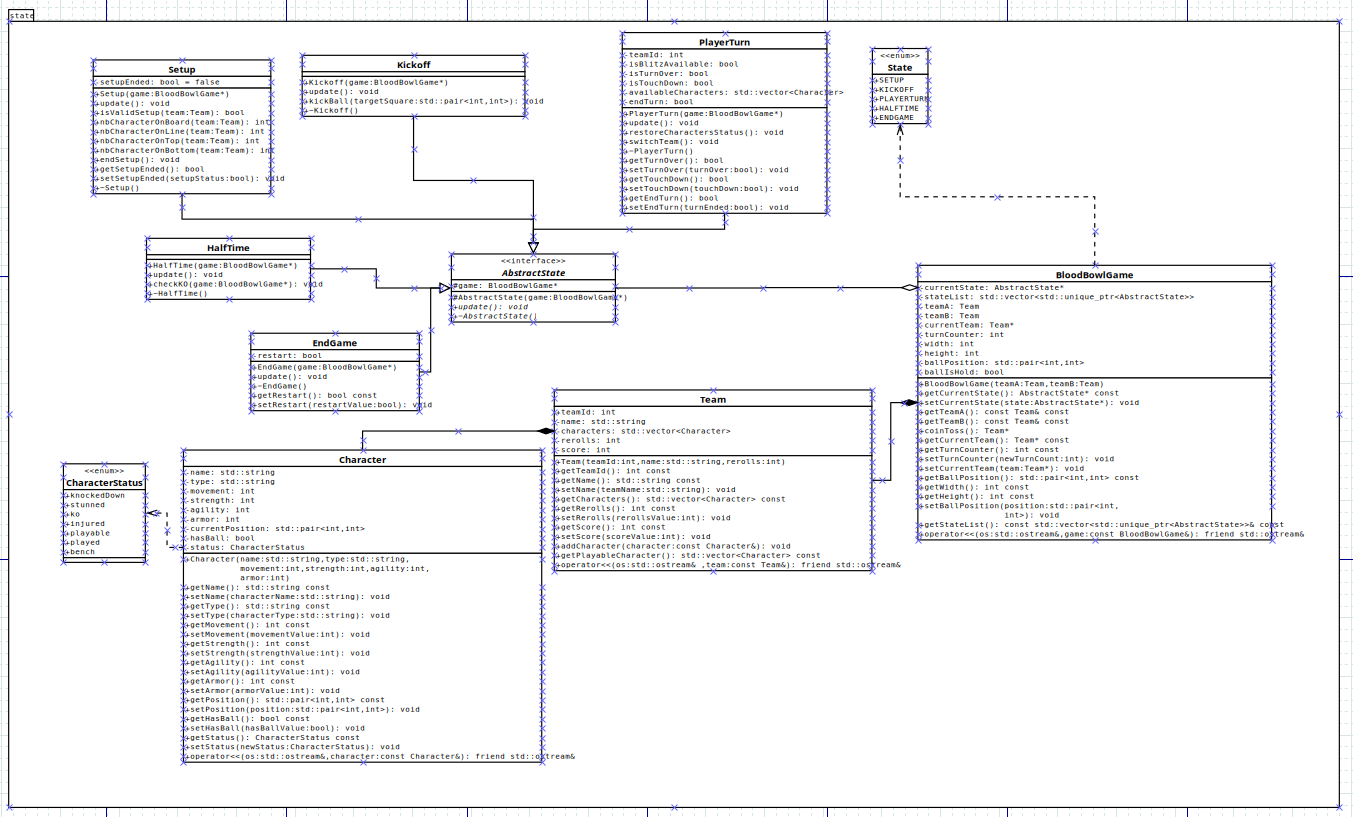 state
Setup
-setupEnded: bool = false
+Setup(game:BloodBowlGame*)
+update(): void
+isValidSetup(team:Team): bool
+nbCharacterOnBoard(team:Team): int
+nbCharacterOnLine(team:Team): int
+nbCharacterOnTop(team:Team): int
+nbCharacterOnBottom(team:Team): int
+endSetup(): void
+getSetupEnded(): bool
+setSetupEnded(setupStatus:bool): void
+~Setup()
Kickoff
+Kickoff(game:BloodBowlGame*)
+update(): void
+kickBall(targetSquare:std::pair<int,int>): void
+~Kickoff()
PlayerTurn
-teamId: int
-isBlitzAvailable: bool
-isTurnOver: bool
-isTouchDown: bool
-availableCharacters: std::vector<Character>
-endTurn: bool
+PlayerTurn(game:BloodBowlGame*)
+update(): void
+restoreCharactersStatus(): void
+switchTeam(): void
+~PlayerTurn()
+getTurnOver(): bool
+setTurnOver(turnOver:bool): void
+getTouchDown(): bool
+setTouchDown(touchDown:bool): void
+getEndTurn(): bool
+setEndTurn(turnEnded:bool): void
<<enum>>
State
+SETUP
+KICKOFF
+PLAYERTURN
+HALFTIME
+ENDGAME
HalfTime
+HalfTime(game:BloodBowlGame*)
+update(): void
+checkKO(game:BloodBowlGame*): void
+~HalfTime()
<<interface>>
AbstractState
#game: BloodBowlGame*
#AbstractState(game:BloodBowlGame*)
+update(): void
+~AbstractState()
BloodBowlGame
-currentState: AbstractState*
-stateList: std::vector<std::unique_ptr<AbstractState>>
-teamA: Team
-teamB: Team
-currentTeam: Team*
-turnCounter: int
-width: int
-height: int
-ballPosition: std::pair<int,int>
-ballIsHold: bool
+BloodBowlGame(teamA:Team,teamB:Team)
+getCurrentState(): AbstractState* const
+setCurrentState(state:AbstractState*): void
+getTeamA(): const Team& const
+getTeamB(): const Team& const
+coinToss(): Team*
+getCurrentTeam(): Team* const
+getTurnCounter(): int const
+setTurnCounter(newTurnCount:int): void
+setCurrentTeam(team:Team*): void
+getBallPosition(): std::pair<int,int> const
+getWidth(): int const
+getHeight(): int const
+setBallPosition(position:std::pair<int,
int>): void
+getStateList(): const std::vector<std::unique_ptr<AbstractState>>& const
+operator<<(os:std::ostream&,game:const BloodBowlGame&): friend std::ostream&
EndGame
-restart: bool
+EndGame(game:BloodBowlGame*)
+update(): void
+~EndGame()
+getRestart(): bool const
+setRestart(restartValue:bool): void
Team
-teamId: int
-name: std::string
-characters: std::vector<Character>
-rerolls: int
-score: int
+Team(teamId:int,name:std::string,rerolls:int)
+getTeamId(): int const
+getName(): std::string const
+setName(teamName:std::string): void
+getCharacters(): std::vector<Character> const
+getRerolls(): int const
+setRerolls(rerollsValue:int): void
+getScore(): int const
+setScore(scoreValue:int): void
+addCharacter(character:const Character&): void
+getPlayableCharacter(): std::vector<Character> const
+operator<<(os:std::ostream& ,team:const Team&): friend std::ostream&
<<enum>>
CharacterStatus
+knockedDown
+stunned
+ko
+injured
+playable
+played
+bench
Character
-name: std::string
-type: std::string
-movement: int
-strength: int
-agility: int
-armor: int
-currentPosition: std::pair<int,int>
-hasBall: bool
-status: CharacterStatus
+Character(name:std::string,type:std::string,
movement:int,strength:int,agility:int,
armor:int)
+getName(): std::string const
+setName(characterName:std::string): void
+getType(): std::string const
+setType(characterType:std::string): void
+getMovement(): int const
+setMovement(movementValue:int): void
+getStrength(): int const
+setStrength(strengthValue:int): void
+getAgility(): int const
+setAgility(agilityValue:int): void
+getArmor(): int const
+setArmor(armorValue:int): void
+getPosition(): std::pair<int,int> const
+setPosition(position:std::pair<int,int>): void
+getHasBall(): bool const
+setHasBall(hasBallValue:bool): void
+getStatus(): CharacterStatus const
+setStatus(newStatus:CharacterStatus): void
+operator<<(os:std::ostream&,character:const Character&): friend std::ostream&